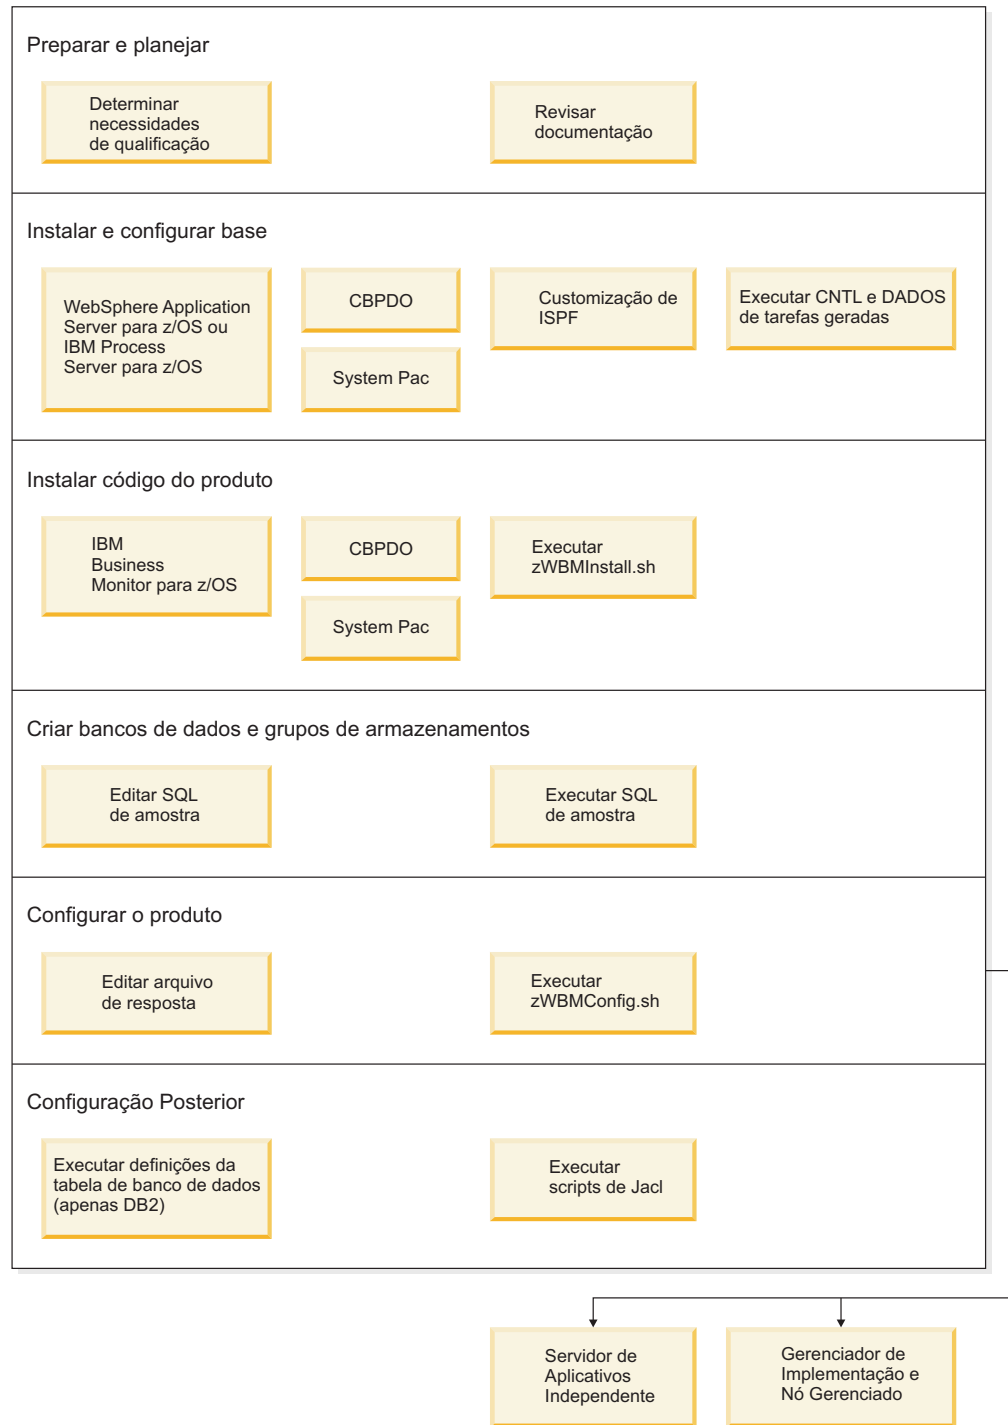 Preparar e planejar
Determinar
necessidades
de qualificação
Revisar
documentação
Instalar e configurar base
WebSphere Application
Server para z/OS ou
IBM Process
Server para z/OS
CBPDO
System Pac
Customização de
ISPF
Executar CNTL e DADOS
de tarefas geradas
Instalar código do produto
IBM
Business
Monitor para z/OS
CBPDO
System Pac
Executar
zWBMInstall.sh
Criar bancos de dados e grupos de armazenamentos
Editar SQL
de amostra
Executar SQL
de amostra
Configurar o produto
Editar arquivo
de resposta
Executar
zWBMConfig.sh
Configuração Posterior
Executar definições da
tabela de banco de dados
(apenas DB2)
Executar
scripts de Jacl
Servidor de
Aplicativos
Independente
Gerenciador de
Implementação e
Nó Gerenciado